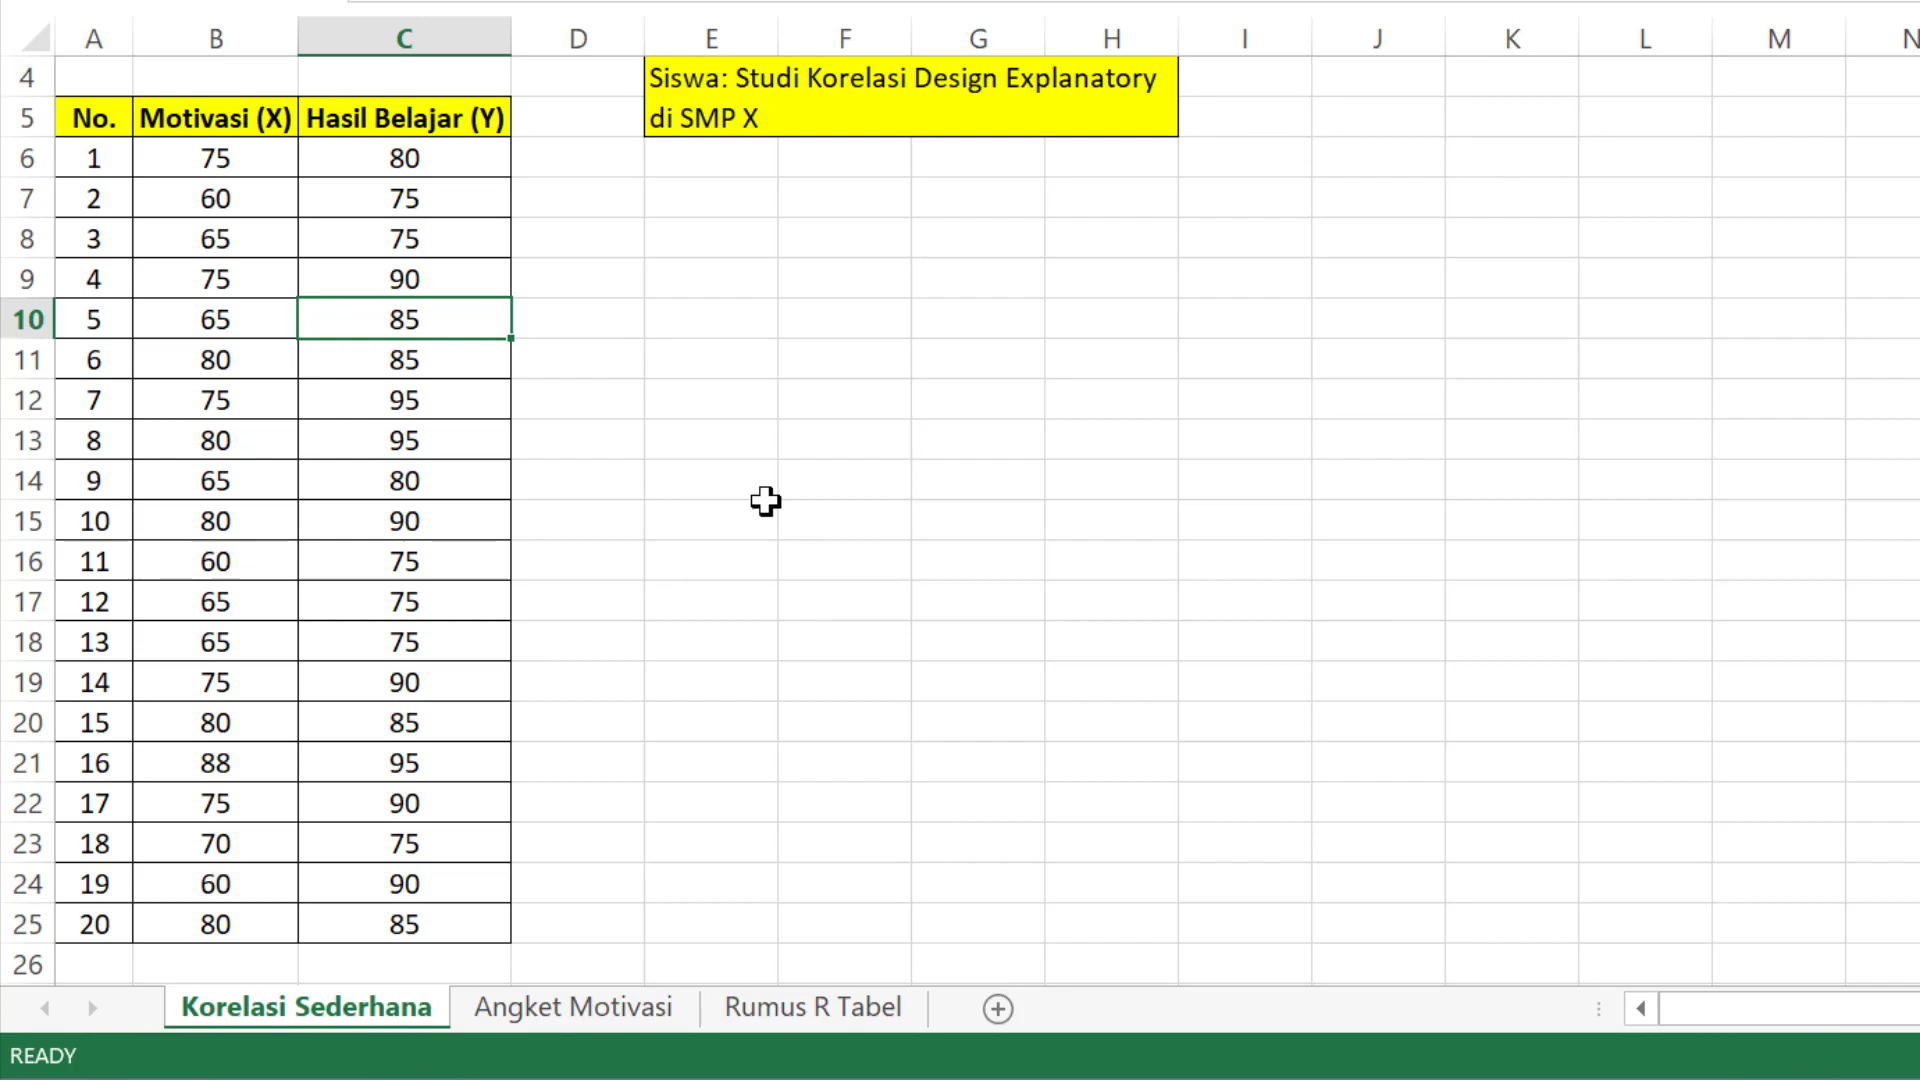 A B C D E F G H I J K L M N
4 Siswa: Studi Korelasi Design Explanatory
5 No. Motivasi (X) Hasil Belajar (Y) di SMP X
6 1 75 80
7 2 60 75
8 3 65 75
9 4 75 90
10 5 65 85
11 6 80 85
12 7 75 95
13 8 80 95
14 9 65 80
15 10 80 90
16 11 60 75
17 12 65 75
18 13 65 75
19 14 75 90
20 15 80 85
21 16 88 95
22 17 75 90
23 18 70 75
24 19 60 90
25 20 80 85
26
Korelasi Sederhana Angket Motivasi Rumus R Tabel
READY